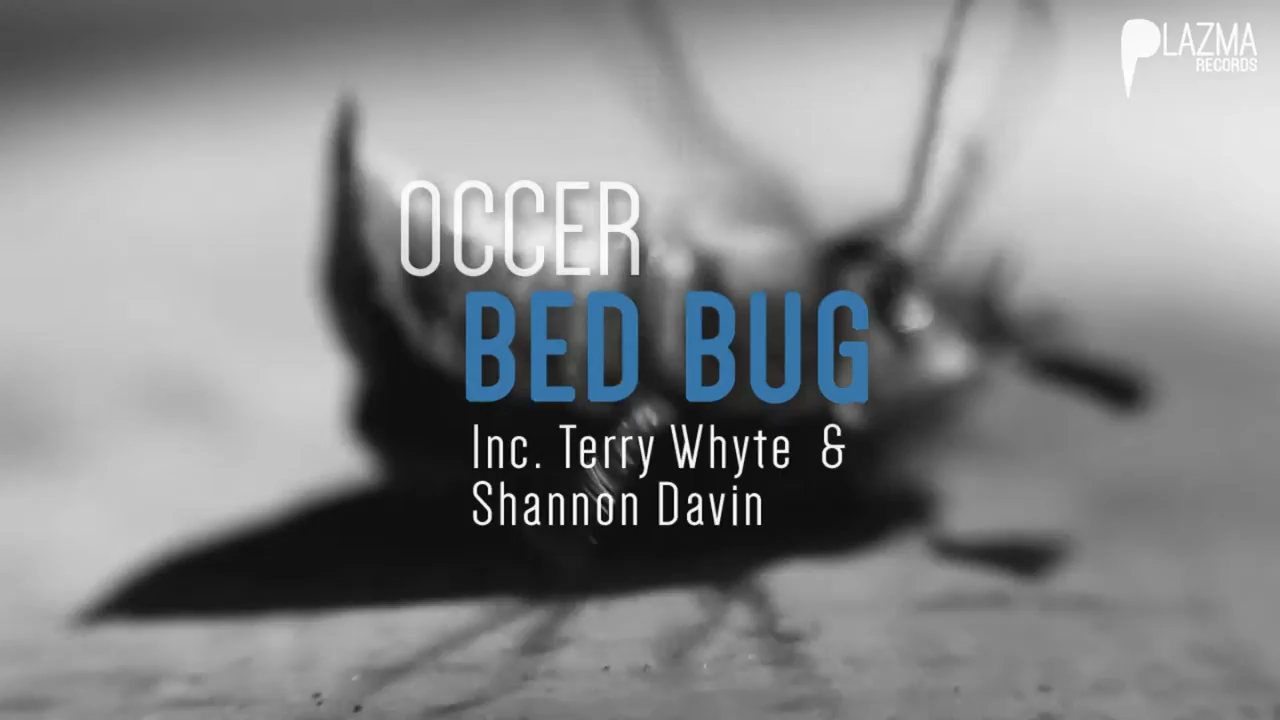 PLAZMA
RECORDS
OCCER
BED BUG
Inc. Terry Whyte &
Shannon Davin